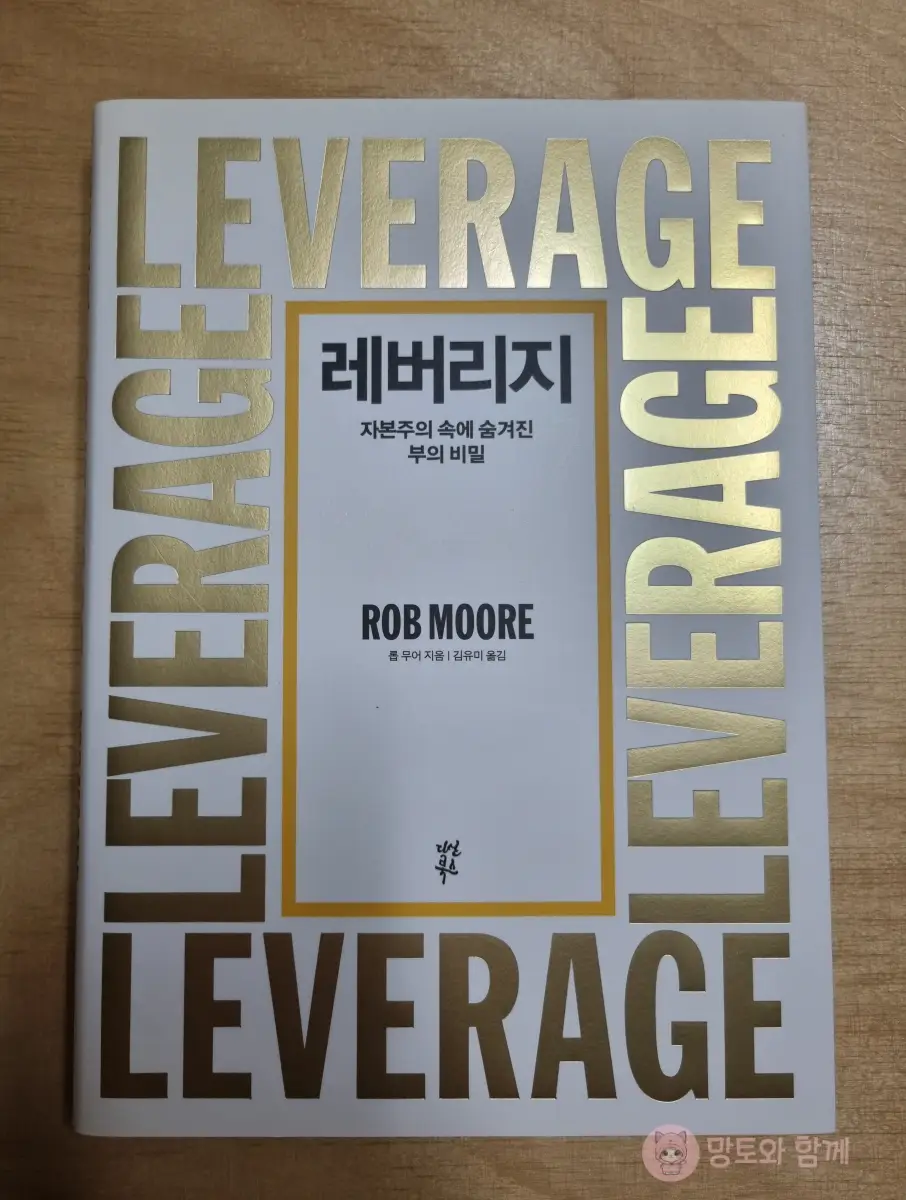 LEVERAGE
LEVERAGE
레버리지
자본주의 속에 숨겨진
부의 비밀
ROB MOORE
롭 무어 지음 | 김유미 옮김
다산
북스
LEVERAGE
LEVERAGE
망토와 함께